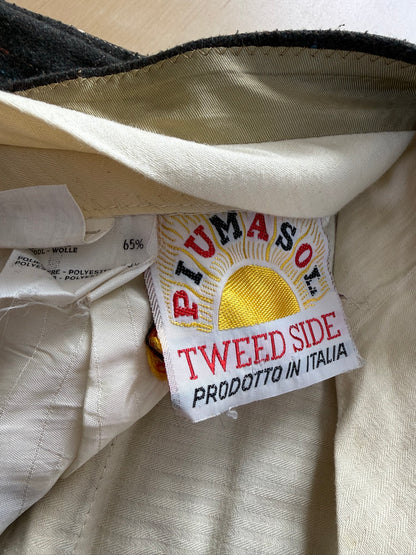 WOLLE 65%
POLYESTER
PIUMASOL
TWEED SIDE
PRODOTTO IN ITALIA